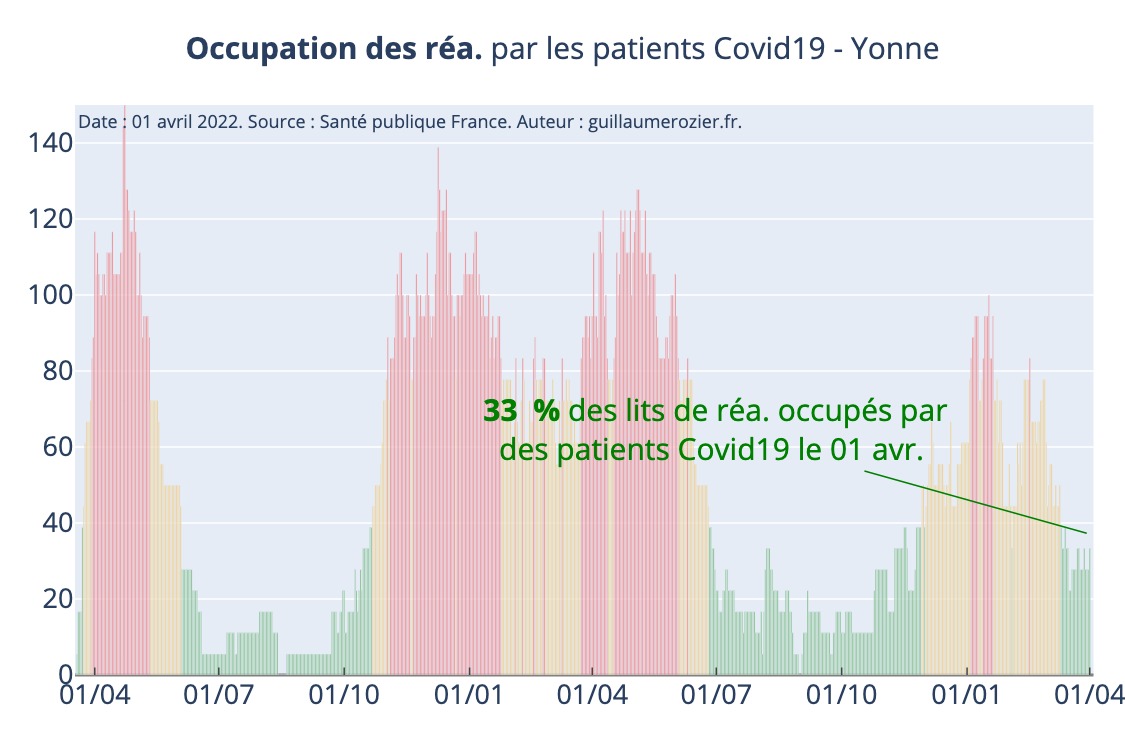 Occupation des réa. par les patients Covid19 - Yonne
Date : 01 avril 2022. Source : Santé publique France. Auteur : guillaumerozier.fr.
140
120
100
80
60
40
20
0
33 % des lits de réa. occupés par
des patients Covid19 le 01 avr.
01/04 01/07 01/10 01/01 01/04 01/07 01/10 01/01 01/04